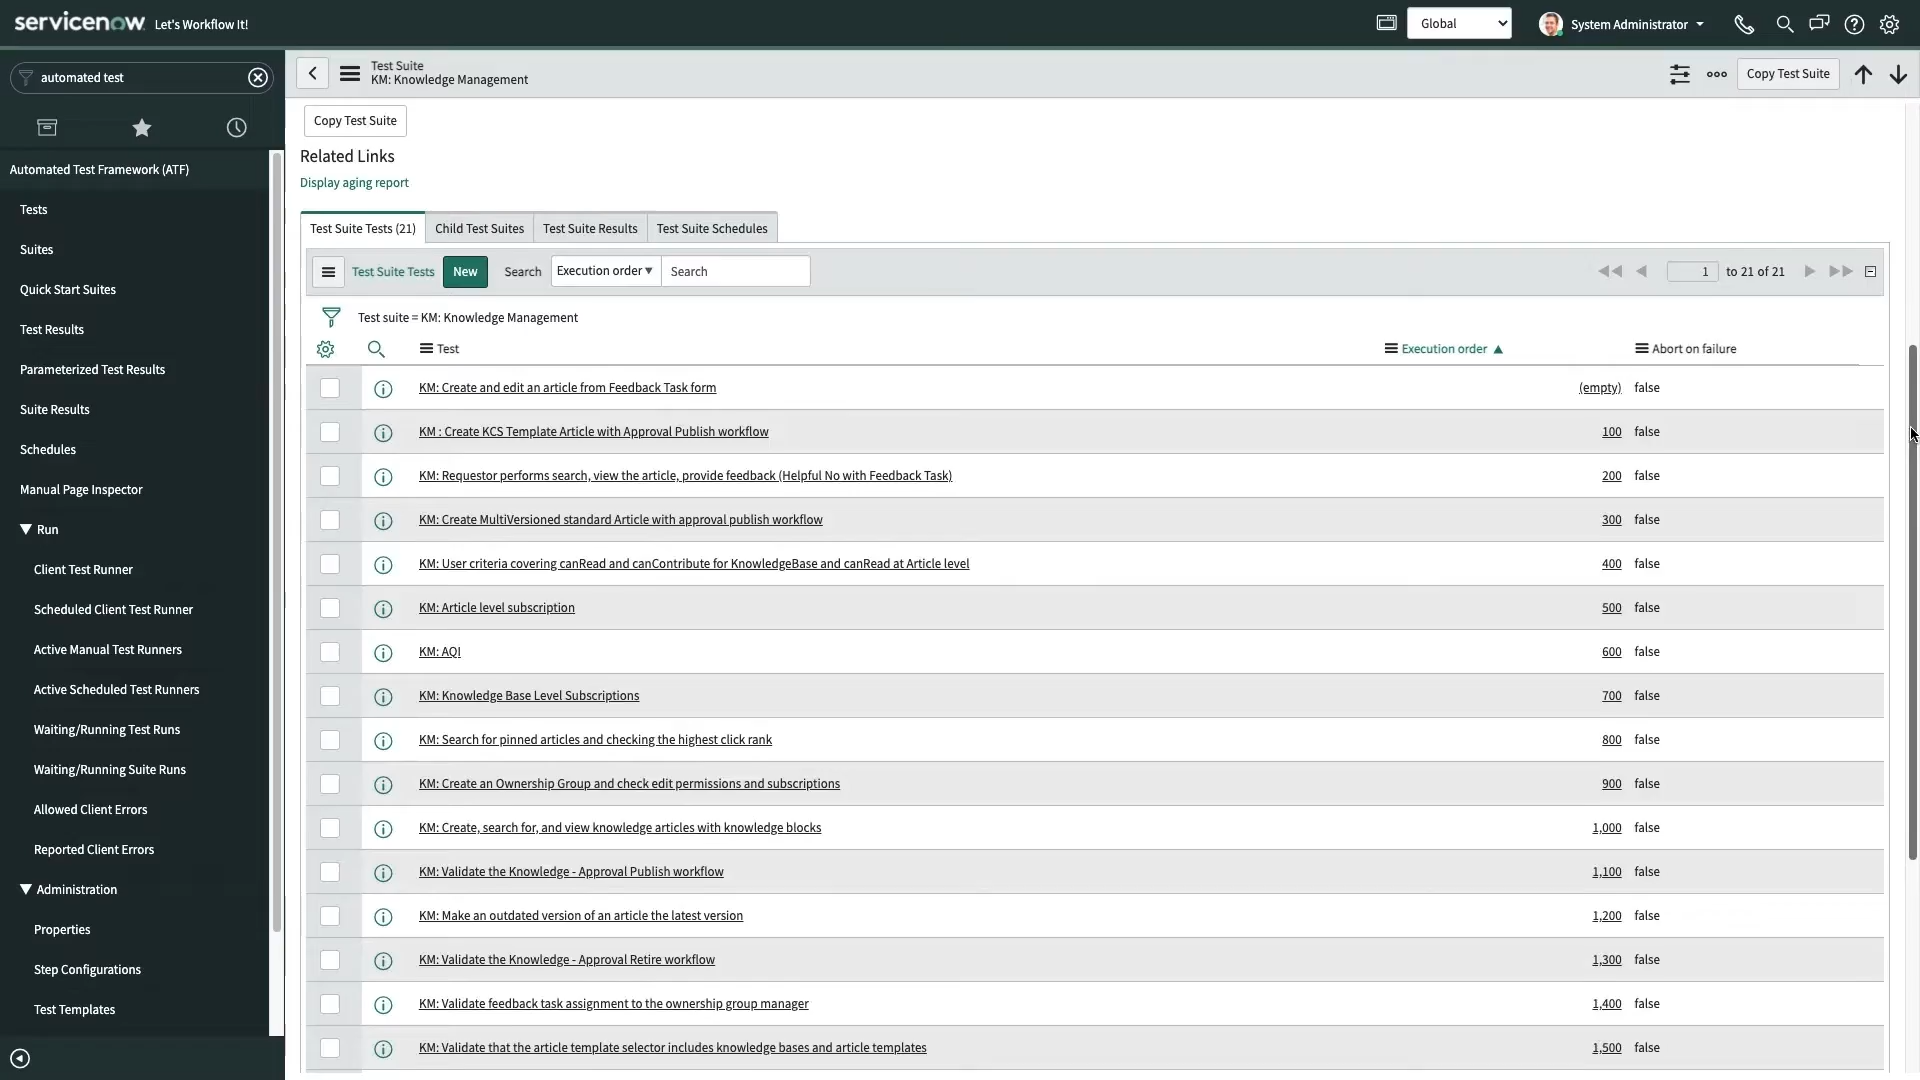 servicenow Let's Workflow It!
Global
System Administrator
automated test
Automated Test Framework (ATF)
Tests
Suites
Quick Start Suites
Test Results
Parameterized Test Results
Suite Results
Schedules
Manual Page Inspector
Run
Client Test Runner
Scheduled Client Test Runner
Active Manual Test Runners
Active Scheduled Test Runners
Waiting/Running Test Runs
Waiting/Running Suite Runs
Allowed Client Errors
Reported Client Errors
Administration
Properties
Step Configurations
Test Templates
Test Suite
KM: Knowledge Management
Copy Test Suite
Copy Test Suite
Related Links
Display aging report
Test Suite Tests (21) Child Test Suites Test Suite Results Test Suite Schedules
Test Suite Tests New Search Execution order Search 1 to 21 of 21
Test suite = KM: Knowledge Management
Test Execution order Abort on failure
KM: Create and edit an article from Feedback Task form (empty) false
KM : Create KCS Template Article with Approval Publish workflow 100 false
KM: Requestor performs search, view the article, provide feedback (Helpful No with Feedback Task) 200 false
KM: Create MultiVersioned standard Article with approval publish workflow 300 false
KM: User criteria covering canRead and canContribute for KnowledgeBase and canRead at Article level 400 false
KM: Article level subscription 500 false
KM: AQI 600 false
KM: Knowledge Base Level Subscriptions 700 false
KM: Search for pinned articles and checking the highest click rank 800 false
KM: Create an Ownership Group and check edit permissions and subscriptions 900 false
KM: Create, search for, and view knowledge articles with knowledge blocks 1,000 false
KM: Validate the Knowledge - Approval Publish workflow 1,100 false
KM: Make an outdated version of an article the latest version 1,200 false
KM: Validate the Knowledge - Approval Retire workflow 1,300 false
KM: Validate feedback task assignment to the ownership group manager 1,400 false
KM: Validate that the article template selector includes knowledge bases and article templates 1,500 false